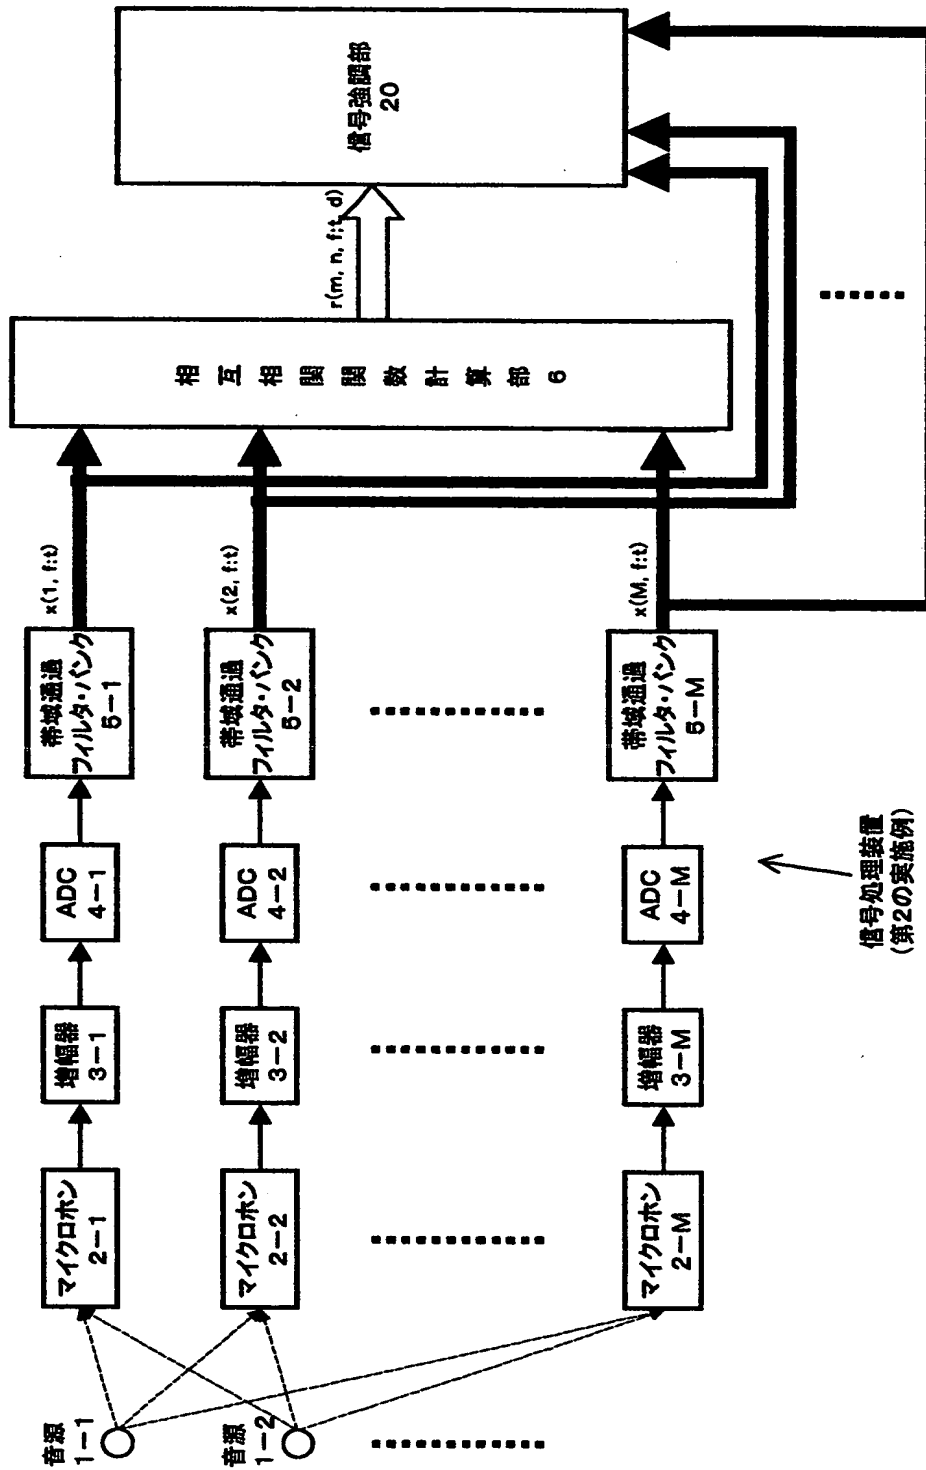 音源
1-1
音源
1-2
マイクロホン
2-1
マイクロホン
2-2
マイクロホン
2-M
増幅器
3-1
増幅器
3-2
増幅器
3-M
ADC
4-1
ADC
4-2
ADC
4-M
帯域通過
フィルタ・バンク
5-1
帯域通過
フィルタ・バンク
5-2
帯域通過
フィルタ・バンク
5-M
x(1, f:t)
x(2, f:t)
x(M, f:t)
相互相関関数計算部 6
r(m, n, f:t, d)
信号強調部
20
信号処理装置
(第2の実施例)